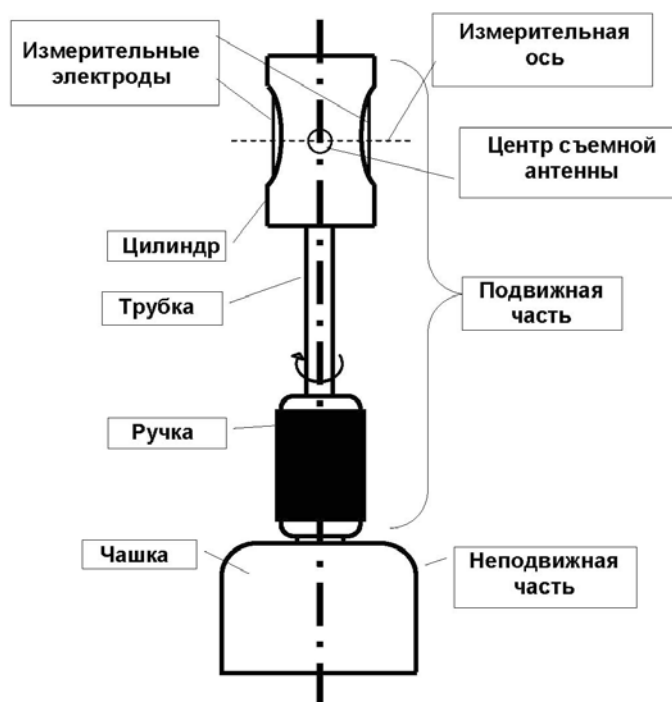 Измерительные
электроды
Измерительная
ось
Центр съемной
антенны
Цилиндр
Трубка
Подвижная
часть
Ручка
Чашка
Неподвижная
часть